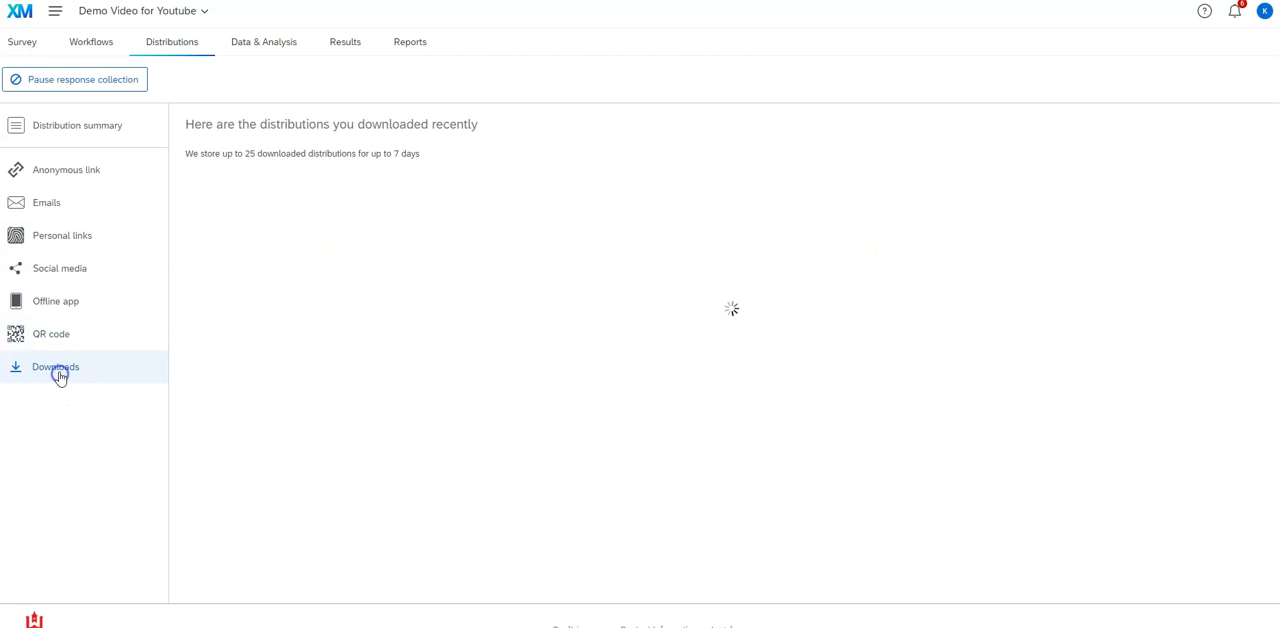 XM Demo Video for Youtube 6 K
Survey Workflows Distributions Data & Analysis Results Reports
Pause response collection
Distribution summary
Anonymous link
Emails
Personal links
Social media
Offline app
QR code
Downloads
Here are the distributions you downloaded recently
We store up to 25 downloaded distributions for up to 7 days